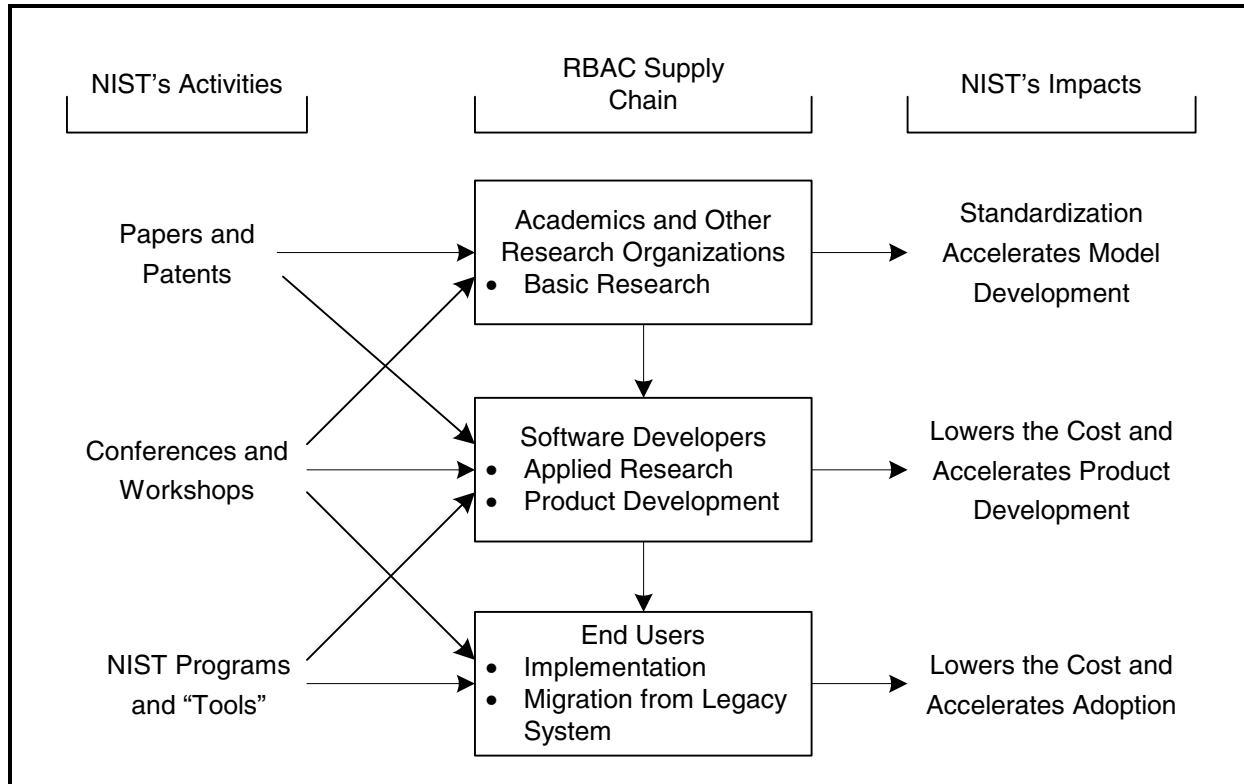 NIST's Activities
RBAC Supply
Chain
NIST's Impacts
Papers and
Patents
Academics and Other
Research Organizations
• Basic Research
Standardization
Accelerates Model
Development
Conferences and
Workshops
Software Developers
• Applied Research
• Product Development
Lowers the Cost and
Accelerates Product
Development
NIST Programs
and “Tools”
End Users
• Implementation
• Migration from Legacy
System
Lowers the Cost and
Accelerates Adoption